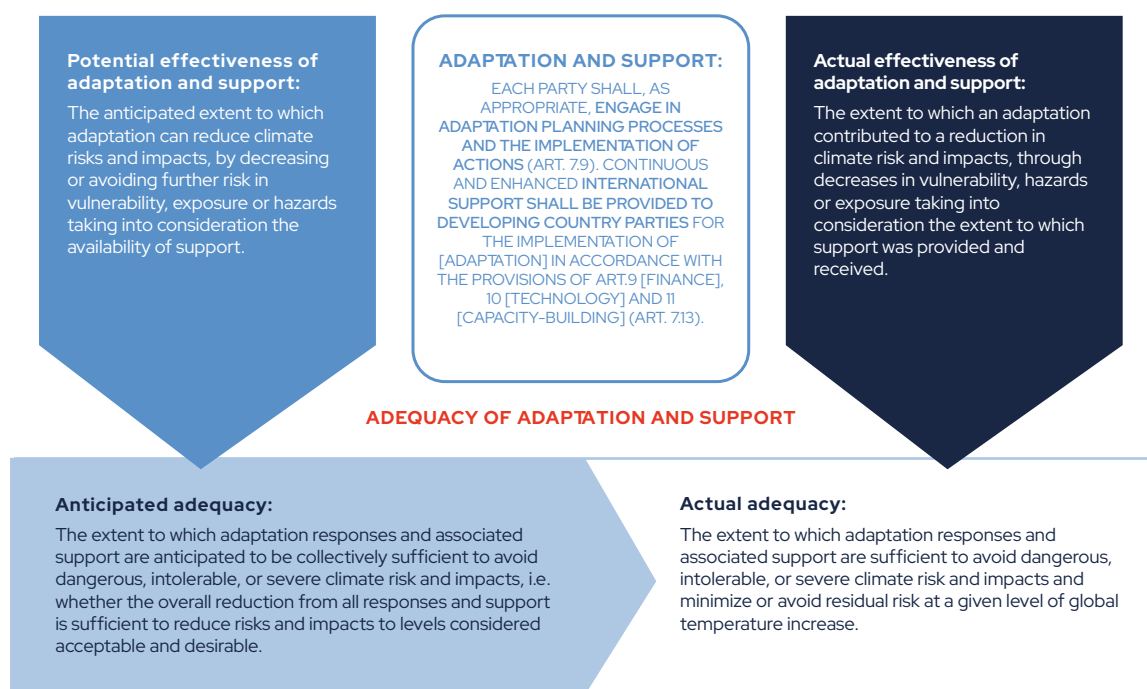 Potential effectiveness of
adaptation and support:
The anticipated extent to which
adaptation can reduce climate
risks and impacts, by decreasing
or avoiding further risk in
vulnerability, exposure or hazards
taking into consideration the
availability of support.
ADAPTATION AND SUPPORT:
EACH PARTY SHALL, AS
APPROPRIATE, ENGAGE IN
ADAPTATION PLANNING PROCESSES
AND THE IMPLEMENTATION OF
ACTIONS (ART. 7.9). CONTINUOUS
AND ENHANCED INTERNATIONAL
SUPPORT SHALL BE PROVIDED TO
DEVELOPING COUNTRY PARTIES FOR
THE IMPLEMENTATION OF
[ADAPTATION] IN ACCORDANCE WITH
THE PROVISIONS OF ART.9 [FINANCE],
10 [TECHNOLOGY] AND 11
[CAPACITY-BUILDING] (ART. 7.13).
Actual effectiveness of
adaptation and support:
The extent to which an adaptation
contributed to a reduction in
climate risk and impacts, through
decreases in vulnerability, hazards
or exposure taking into
consideration the extent to which
support was provided and
received.
ADEQUACY OF ADAPTATION AND SUPPORT
Anticipated adequacy:
The extent to which adaptation responses and associated
support are anticipated to be collectively sufficient to avoid
dangerous, intolerable, or severe climate risk and impacts, i.e.
whether the overall reduction from all responses and support
is sufficient to reduce risks and impacts to levels considered
acceptable and desirable.
Actual adequacy:
The extent to which adaptation responses and
associated support are sufficient to avoid dangerous,
intolerable, or severe climate risk and impacts and
minimize or avoid residual risk at a given level of global
temperature increase.